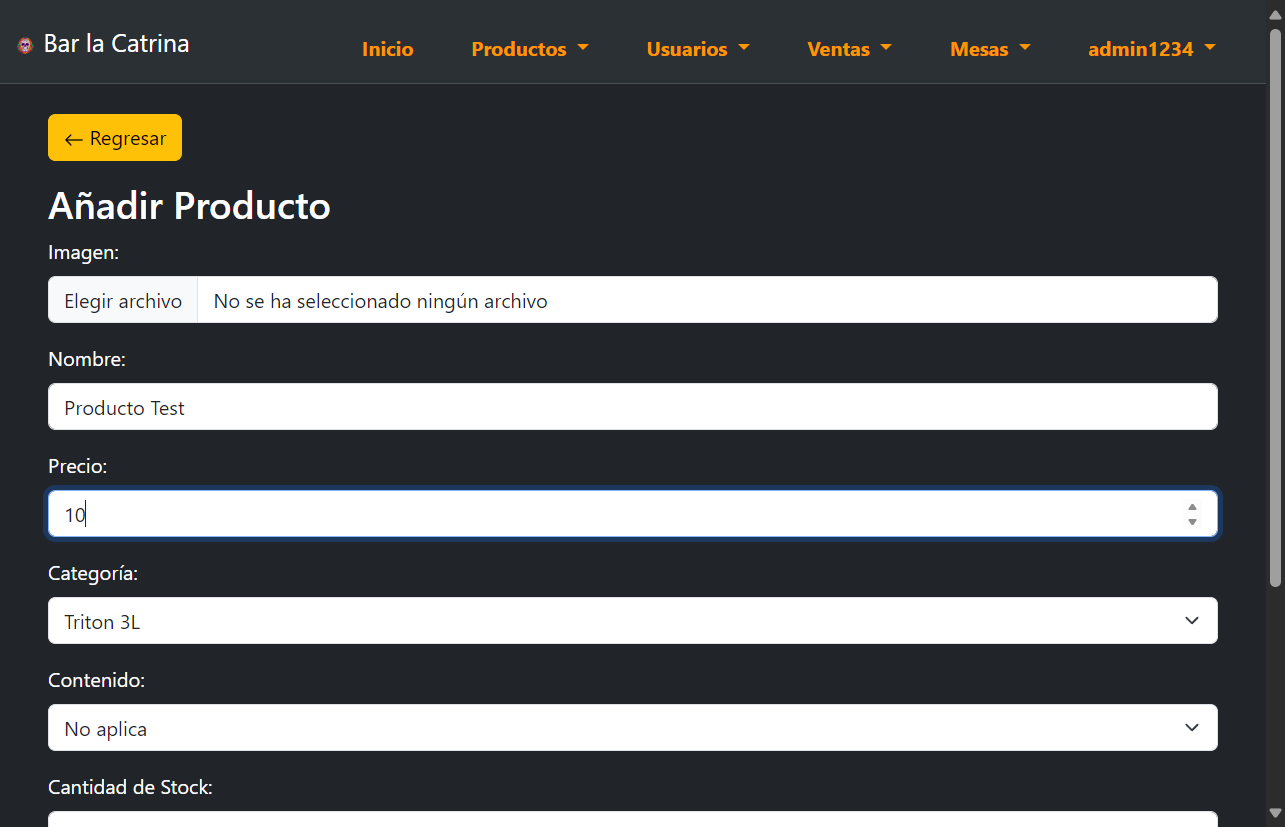 Bar la Catrina
Inicio Productos Usuarios Ventas Mesas admin1234
← Regresar
Añadir Producto
Imagen:
Elegir archivo No se ha seleccionado ningún archivo
Nombre:
Producto Test
Precio:
10
Categoría:
Triton 3L
Contenido:
No aplica
Cantidad de Stock: